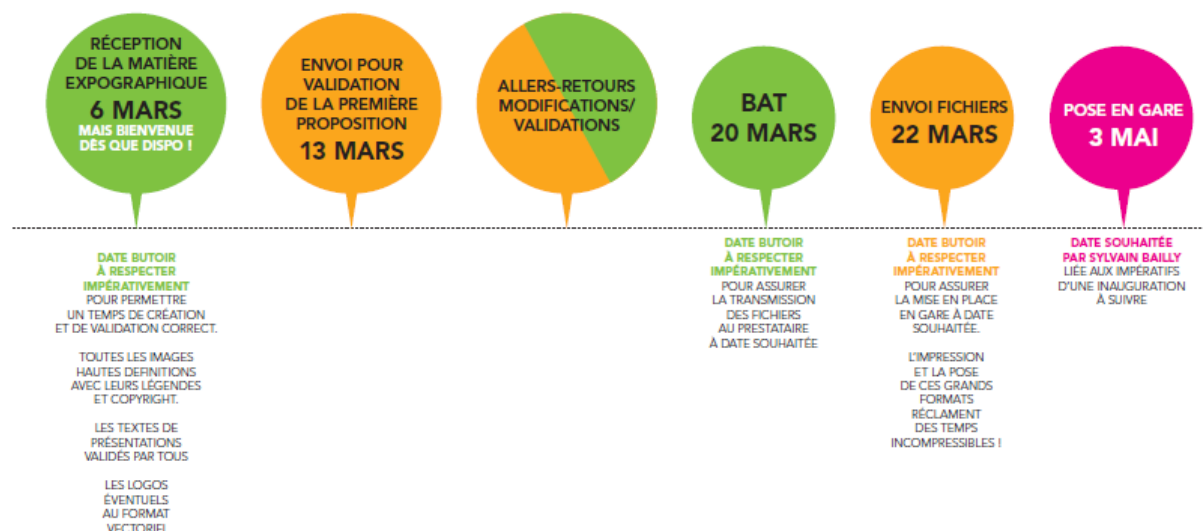 RÉCEPTION
DE LA MATIÈRE
EXPOGRAPHIQUE
6 MARS
MAIS BIENVENUE
DÈS QUE DISPO !
ENVOI POUR
VALIDATION
DE LA PREMIÈRE
PROPOSITION
13 MARS
ALLERS-RETOURS
MODIFICATIONS/
VALIDATIONS
BAT
20 MARS
ENVOI FICHIERS
22 MARS
POSE EN GARE
3 MAI
DATE BUTOIR
À RESPECTER
IMPÉRATIVEMENT
POUR PERMETTRE
UN TEMPS DE CRÉATION
ET DE VALIDATION CORRECT.
TOUTES LES IMAGES
HAUTES DEFINITIONS
AVEC LEURS LÉGENDES
ET COPYRIGHT.
LES TEXTES DE
PRÉSENTATIONS
VALIDÉS PAR TOUS
LES LOGOS
ÉVENTUELS
AU FORMAT
VECTORIEL
DATE BUTOIR
À RESPECTER
IMPÉRATIVEMENT
POUR ASSURER
LA TRANSMISSION
DES FICHIERS
AU PRESTATAIRE
À DATE SOUHAITÉE
DATE BUTOIR
À RESPECTER
IMPÉRATIVEMENT
POUR ASSURER
LA MISE EN PLACE
EN GARE À DATE
SOUHAITÉE.
L'IMPRESSION
ET LA POSE
DE CES GRANDS
FORMATS
RÉCLAMENT
DES TEMPS
INCOMPRESSIBLES !
DATE SOUHAITÉE
PAR SYLVAIN BAILLY
LIÉE AUX IMPÉRATIFS
D'UNE INAUGURATION
À SUIVRE